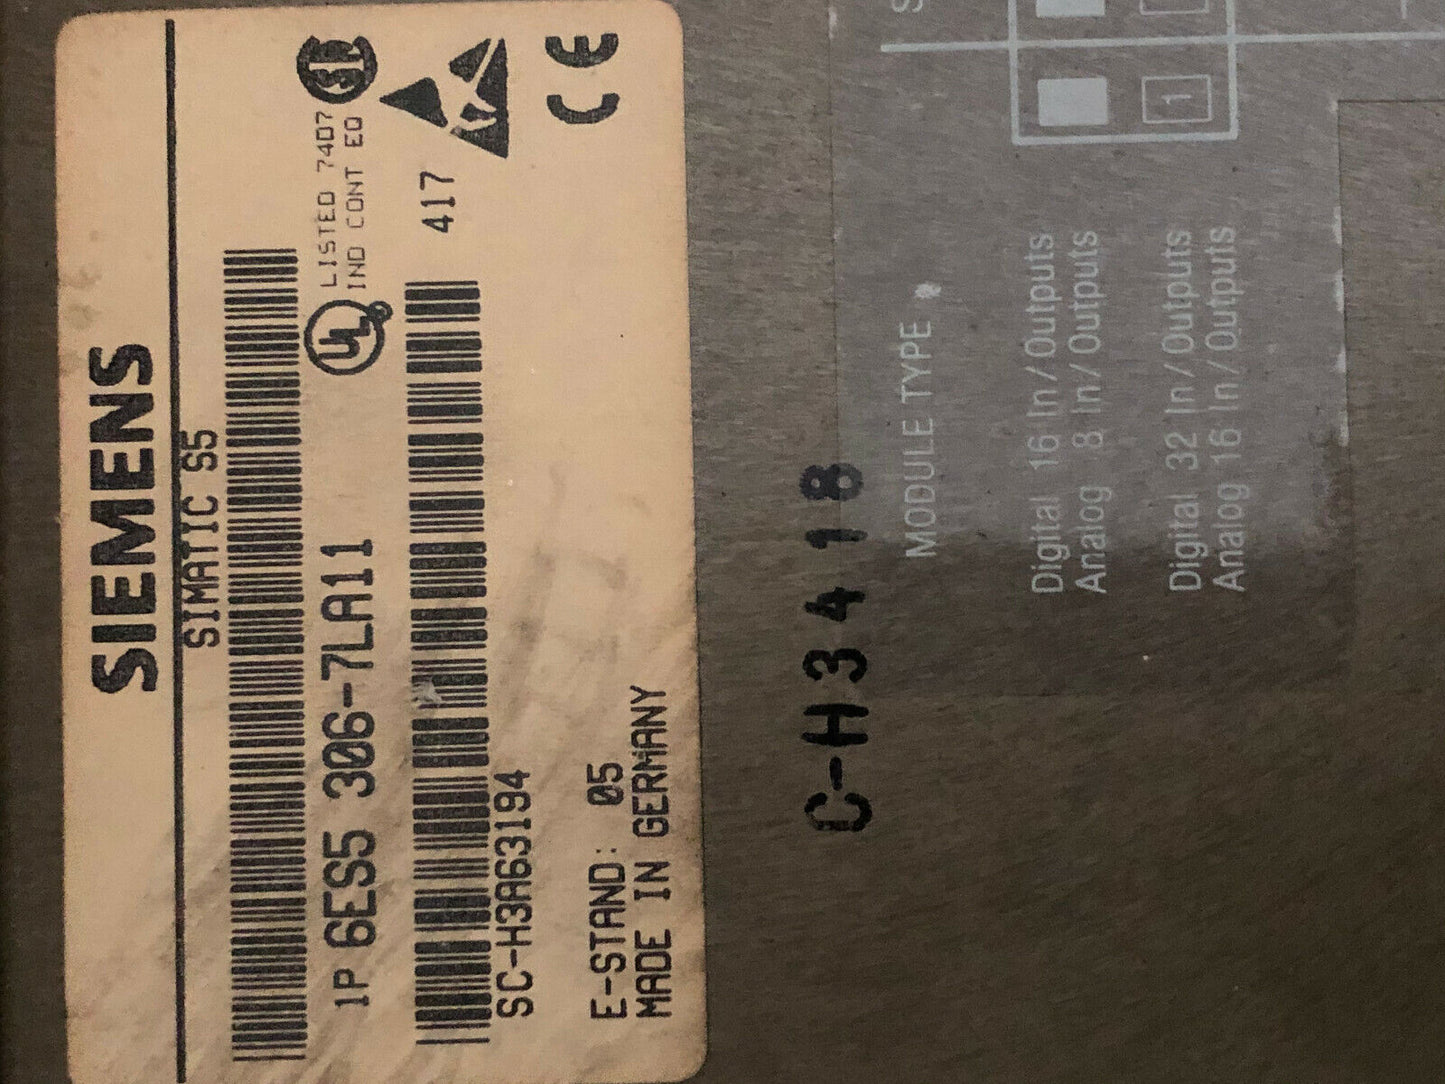 SIEMENS
SIMATIC S5
1P 6ES5 306-7LA11
UL
LISTED 74D7
IND CONT EQ
417
SC-H3A63194
E-STAND: 05
MADE IN GERMANY
CE
C-H3418
MODULE TYPE
Digital 16 In/Outputs
Analog 8 In/Outputs
Digital 32 In/Outputs
Analog 16 In/Outputs
1